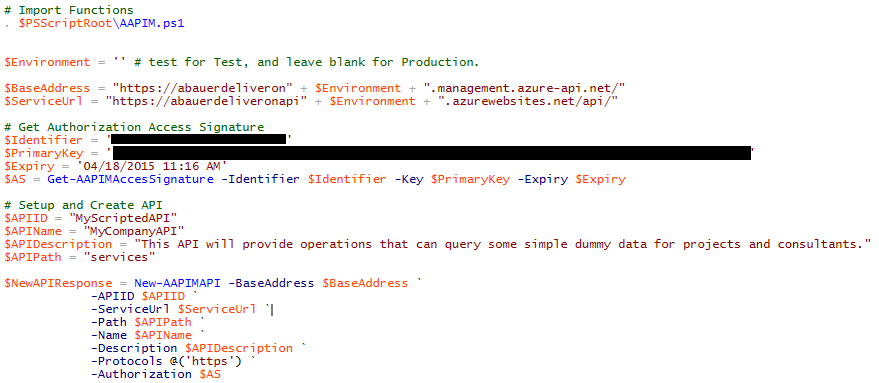 # Import Functions
. $PSScriptRoot\AAPIM.ps1
$Environment = '' # test for Test, and leave blank for Production.
$BaseAddress = "https://abauerdeliveron" + $Environment + ".management.azure-api.net/"
$ServiceUrl = "https://abauerdeliveronapi" + $Environment + ".azurewebsites.net/api/"
# Get Authorization Access Signature
$Identifier = ' '
$PrimaryKey = ' '
$Expiry = '04/18/2015 11:16 AM'
$AS = Get-AAPIMAccesSignature -Identifier $Identifier -Key $PrimaryKey -Expiry $Expiry
# Setup and Create API
$APIID = "MyScriptedAPI"
$APIName = "MyCompanyAPI"
$APIDescription = "This API will provide operations that can query some simple dummy data for projects and consultants."
$APIPath = "services"
$NewAPIResponse = New-AAPIMAPI -BaseAddress $BaseAddress `
-APIID $APIID `
-ServiceUrl $ServiceUrl `
-Path $APIPath `
-Name $APIName `
-Description $APIDescription `
-Protocols @('https') `
-Authorization $AS